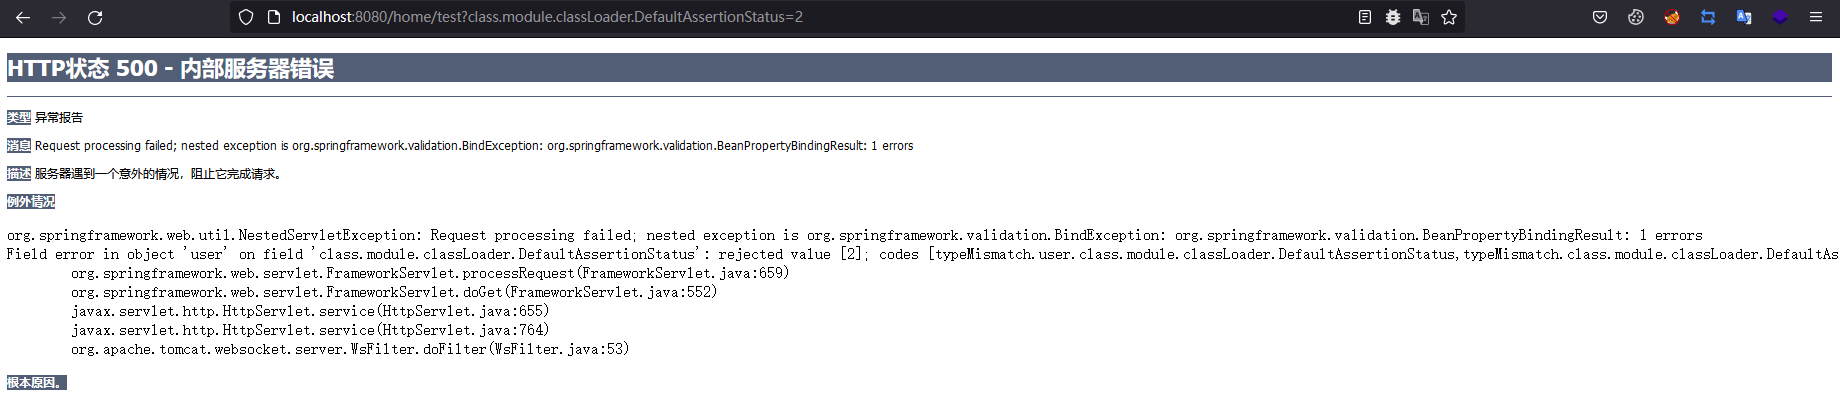 localhost:8080/home/test?class.module.classLoader.DefaultAssertionStatus=2
HTTP状态 500 - 内部服务器错误
类型 异常报告
消息 Request processing failed; nested exception is org.springframework.validation.BindException: org.springframework.validation.BeanPropertyBindingResult: 1 errors
描述 服务器遇到一个意外的情况，阻止它完成请求。
例外情况
org.springframework.web.util.NestedServletException: Request processing failed; nested exception is org.springframework.validation.BindException: org.springframework.validation.BeanPropertyBindingResult: 1 errors
Field error in object 'user' on field 'class.module.classLoader.DefaultAssertionStatus': rejected value [2]; codes [typeMismatch.user.class.module.classLoader.DefaultAssertionStatus,typeMismatch.class.module.classLoader.DefaultAs
org.springframework.web.servlet.FrameworkServlet.processRequest(FrameworkServlet.java:659)
org.springframework.web.servlet.FrameworkServlet.doGet(FrameworkServlet.java:552)
javax.servlet.http.HttpServlet.service(HttpServlet.java:655)
javax.servlet.http.HttpServlet.service(HttpServlet.java:764)
org.apache.tomcat.websocket.server.WsFilter.doFilter(WsFilter.java:53)
根本原因。